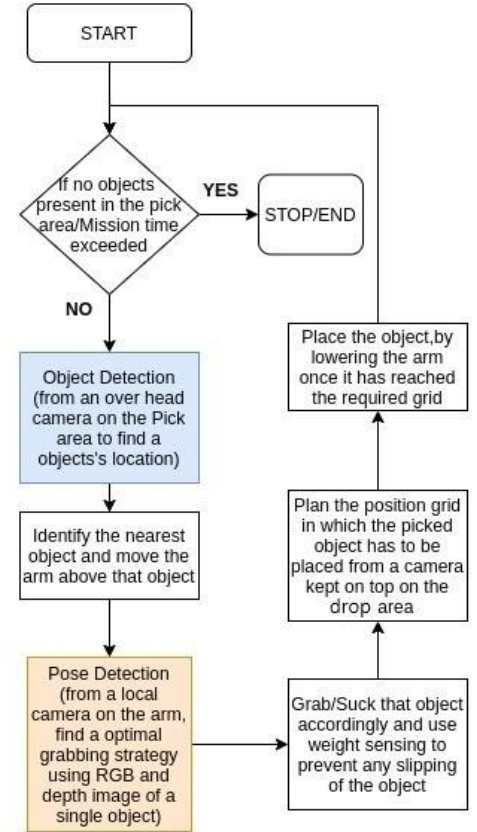 START
If no objects
present in the pick
area/Mission time
exceeded
YES
STOP/END
NO
Object Detection
(from an over head
camera on the Pick
area to find a
objects's location)
Identify the nearest
object and move the
arm above that object
Pose Detection
(from a local
camera on the arm,
find a optimal
grabbing strategy
using RGB and
depth image of a
single object)
Grab/Suck that object
accordingly and use
weight sensing to
prevent any slipping
of the object
Plan the position grid
in which the picked
object has to be
placed from a camera
kept on top on the
drop area
Place the object,by
lowering the arm
once it has reached
the required grid